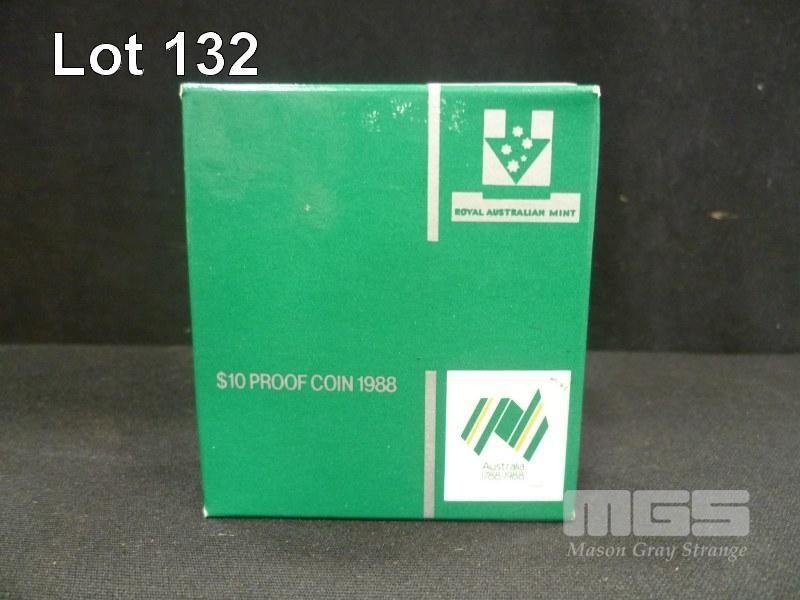 Lot 132
ROYAL AUSTRALIAN MINT
$10 PROOF COIN 1988
Australia
1788-1988
MGS
Mason Gray Strange